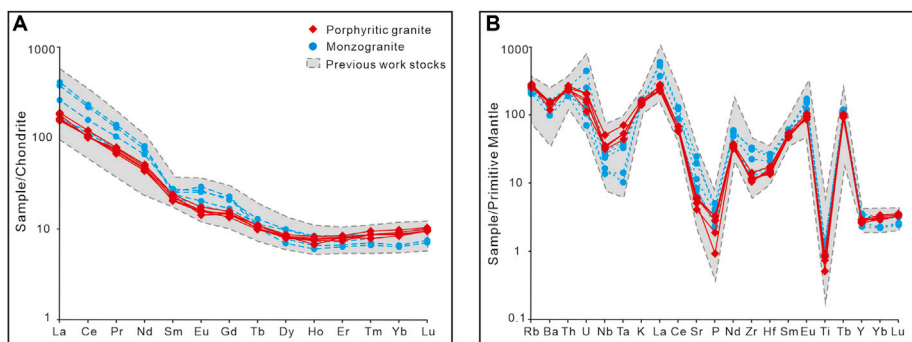 A
1000
100
10
1
Sample/Chondrite
Porphyritic granite
Monzogranite
Previous work stocks
La Ce Pr Nd Sm Eu Gd Tb Dy Ho Er Tm Yb Lu
B
1000
100
10
1
0.1
Sample/Primitive Mantle
Rb Ba Th U Nb Ta K La Ce Sr P Nd Zr Hf Sm Eu Ti Tb Y Yb Lu